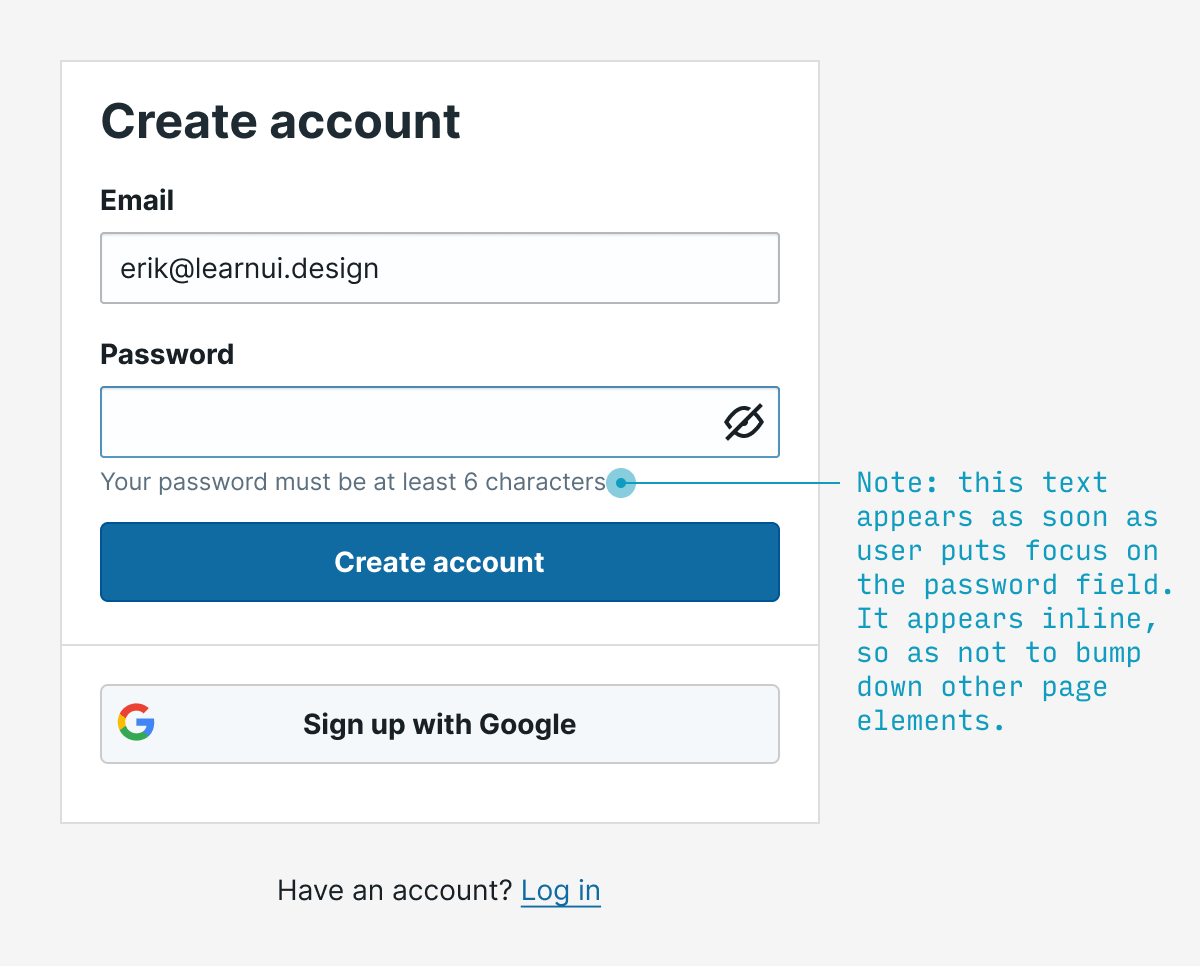 Create account
Email
erik@learnui.design
Password
Your password must be at least 6 characters
Create account
Sign up with Google
Have an account? Log in
Note: this text
appears as soon as
user puts focus on
the password field.
It appears inline,
so as not to bump
down other page
elements.